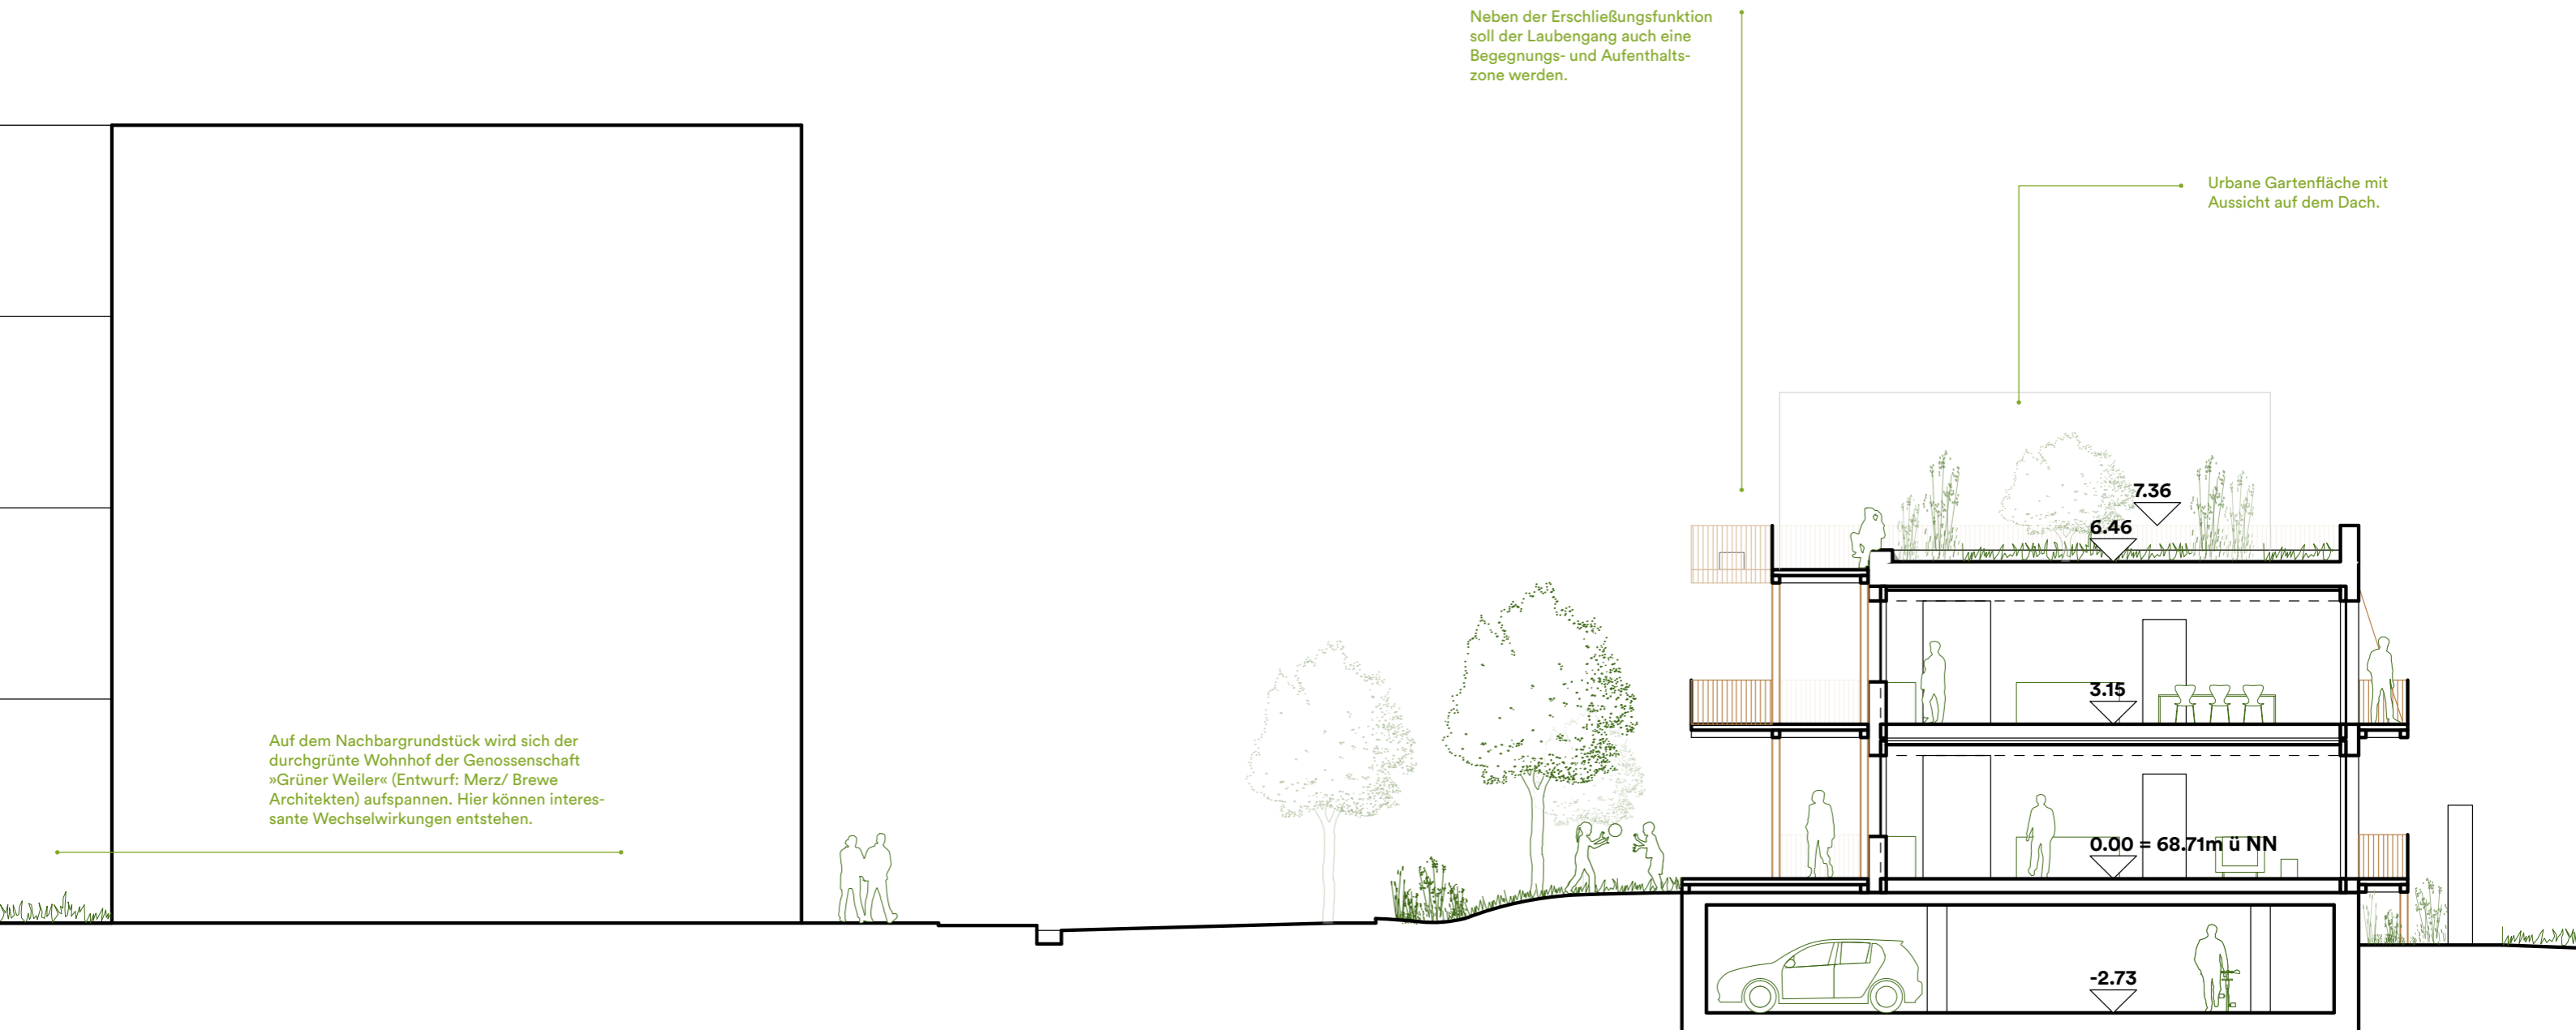 Neben der Erschließungsfunktion
soll der Laubengang auch eine
Begegnungs- und Aufenthalts-
zone werden.
Urbane Gartenfläche mit
Aussicht auf dem Dach.
7.36
6.46
3.15
Auf dem Nachbargrundstück wird sich der
durchgrünte Wohnhof der Genossenschaft
»Grüner Weiler« (Entwurf: Merz/ Brewe
Architekten) aufspannen. Hier können interes-
sante Wechselwirkungen entstehen.
0.00 = 68.71m ü NN
-2.73